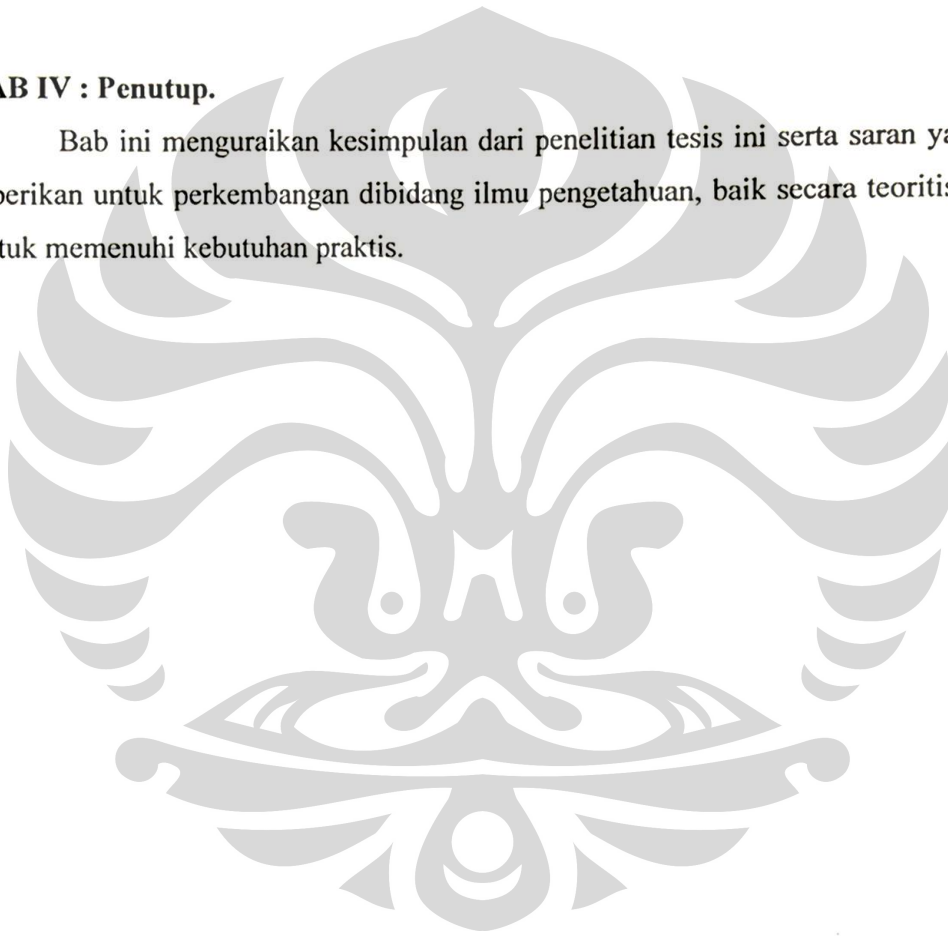 AB IV : Penutup.
Bab ini menguraikan kesimpulan dari penelitian tesis ini serta saran ya
berikan untuk perkembangan dibidang ilmu pengetahuan, baik secara teoritis
tuk memenuhi kebutuhan praktis.